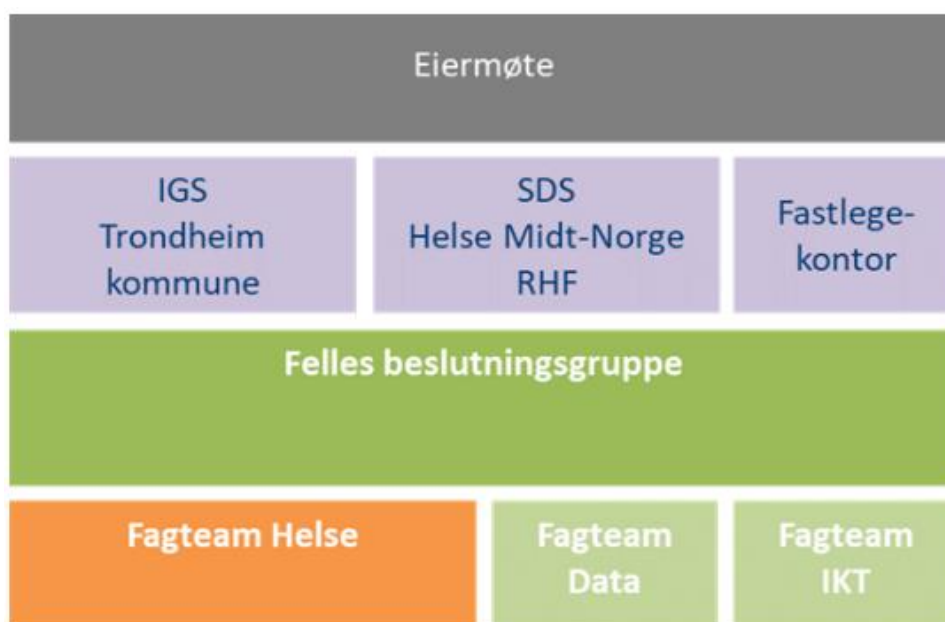 Eiermøte
IGS
Trondheim
kommune
SDS
Helse Midt-Norge
RHF
Fastlege-
kontor
Felles beslutningsgruppe
Fagteam Helse
Fagteam
Data
Fagteam
IKT